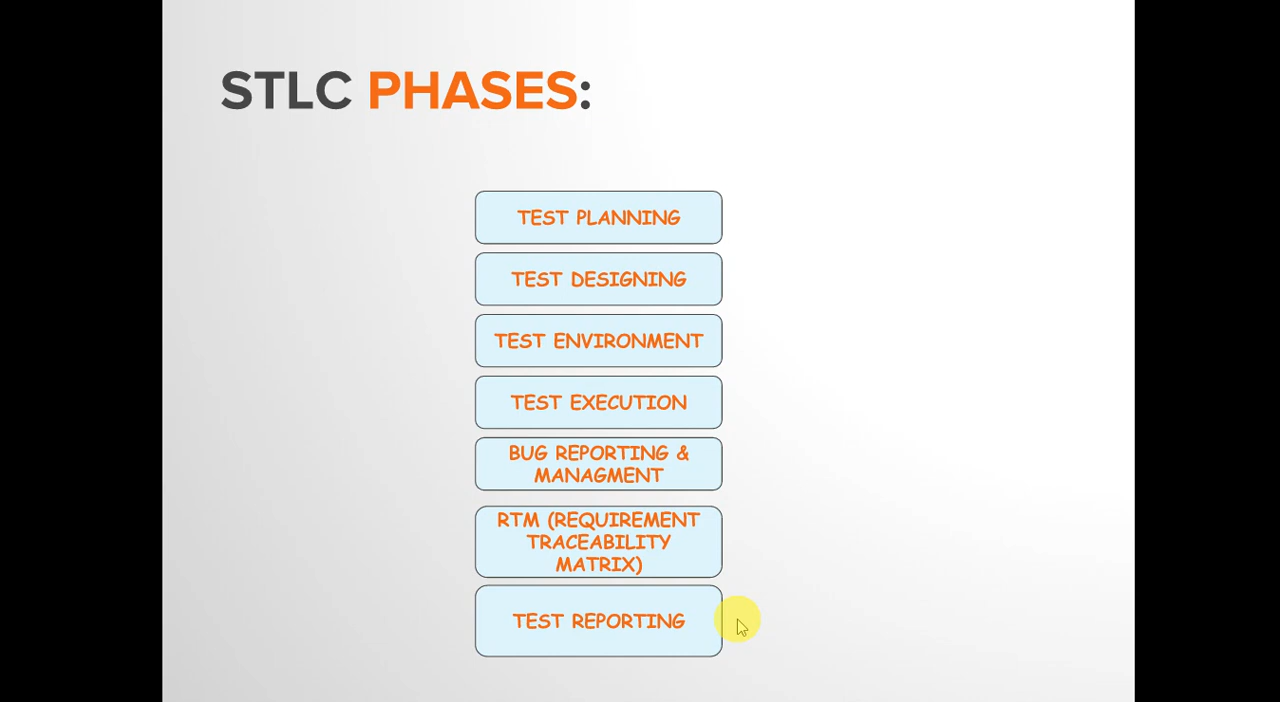 STLC PHASES:
TEST PLANNING
TEST DESIGNING
TEST ENVIRONMENT
TEST EXECUTION
BUG REPORTING &
MANAGMENT
RTM (REQUIREMENT
TRACEABILITY
MATRIX)
TEST REPORTING